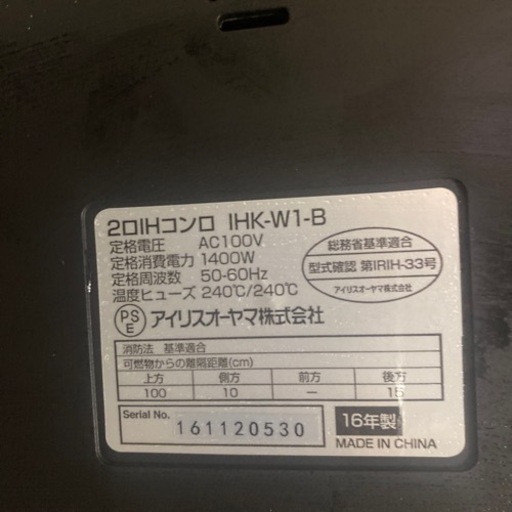 2口IHコンロ IHK-W1-B
定格電圧 AC100V
定格消費電力 1400W
定格周波数 50-60Hz
温度ヒューズ 240℃/240℃
総務省基準適合
型式確認 第IRIH-33号
アイリスオーヤマ株式会社
PSE アイリスオーヤマ株式会社
消防法 基準適合
可燃物からの離隔距離(cm)
上方 側方 前方 後方
100 10 ― 15
Serial No. 161120530
16年製
MADE IN CHINA